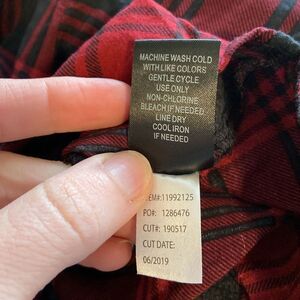 MACHINE WASH COLD
WITH LIKE COLORS
GENTLE CYCLE
USE ONLY
NON-CHLORINE
BLEACH IF NEEDED
LINE DRY
COOL IRON
IF NEEDED
ITEM#:11992125
PO#: 1286476
CUT#: 190517
CUT DATE:
06/2019